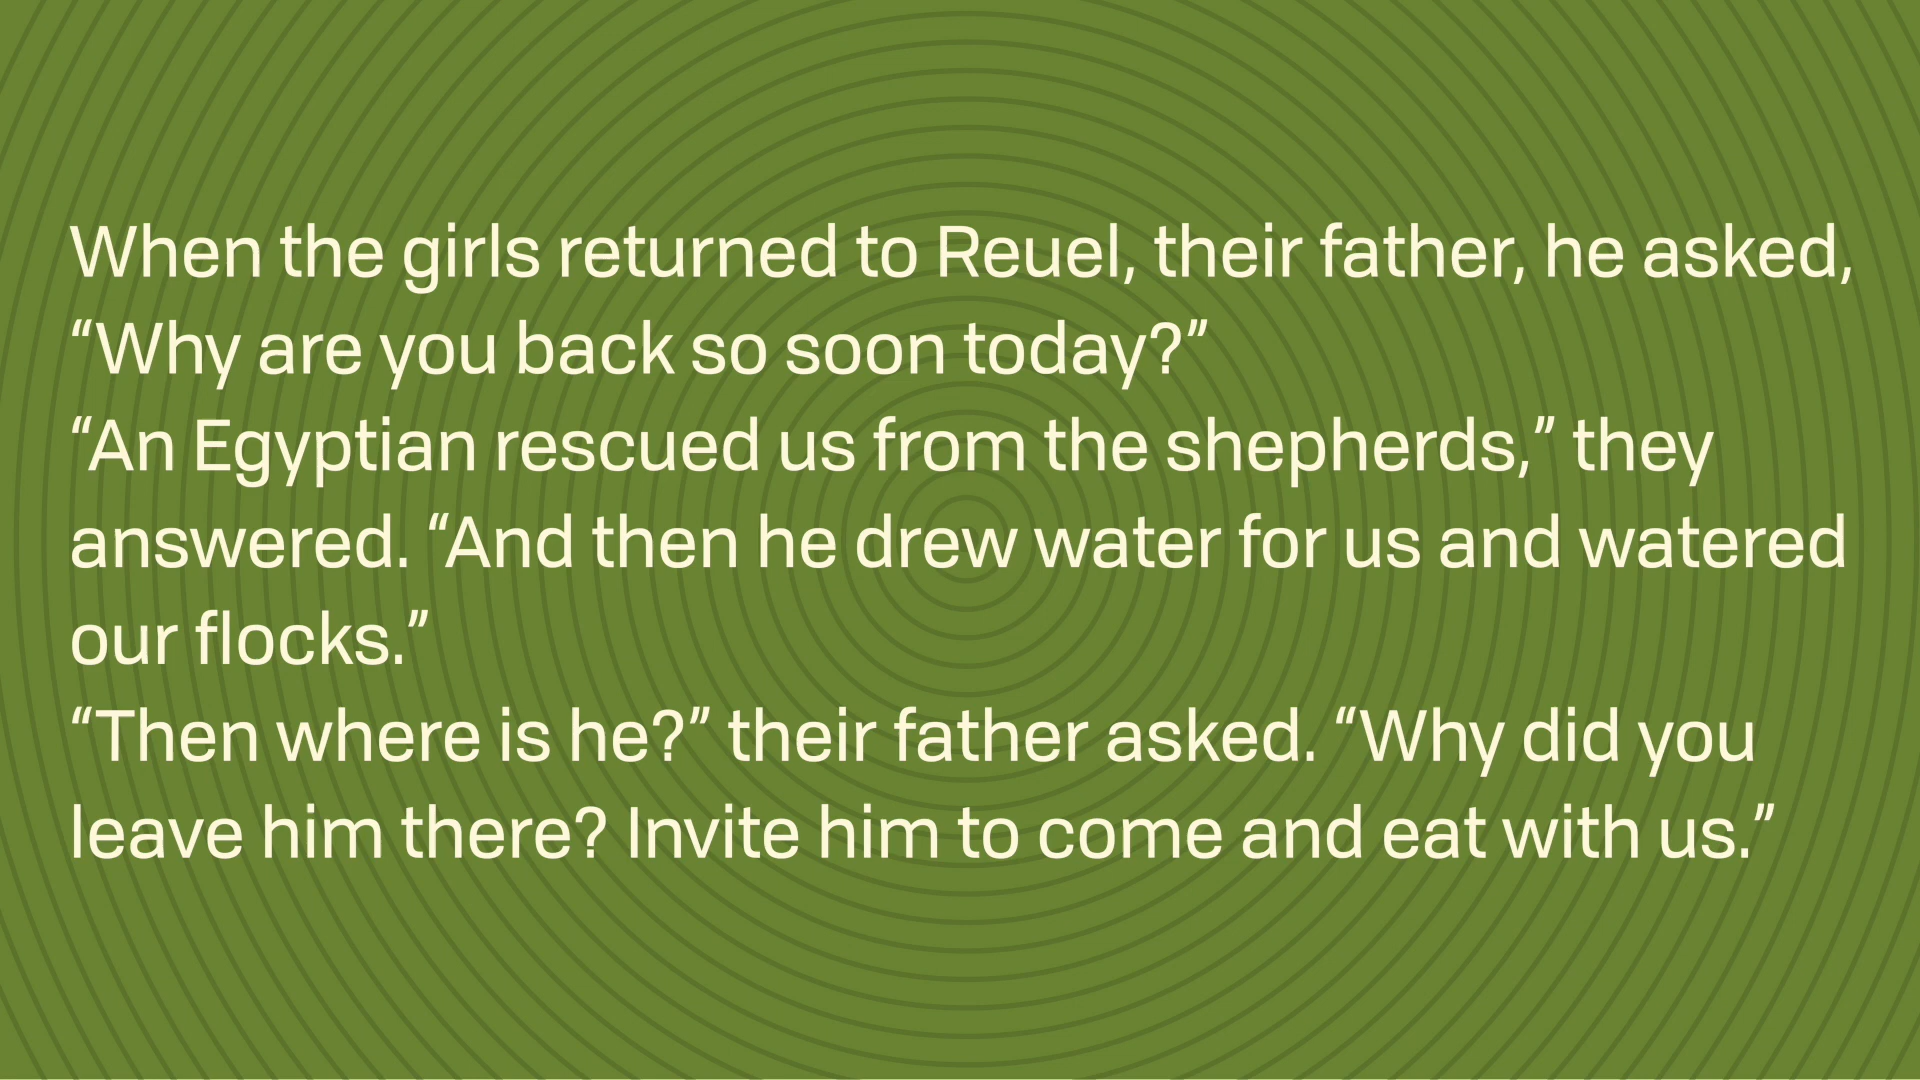 When the girls returned to Reuel, their father, he asked,
“Why are you back so soon today?”
“An Egyptian rescued us from the shepherds,” they
answered. “And then he drew water for us and watered
our flocks.”
“Then where is he?” their father asked. “Why did you
leave him there? Invite him to come and eat with us.”